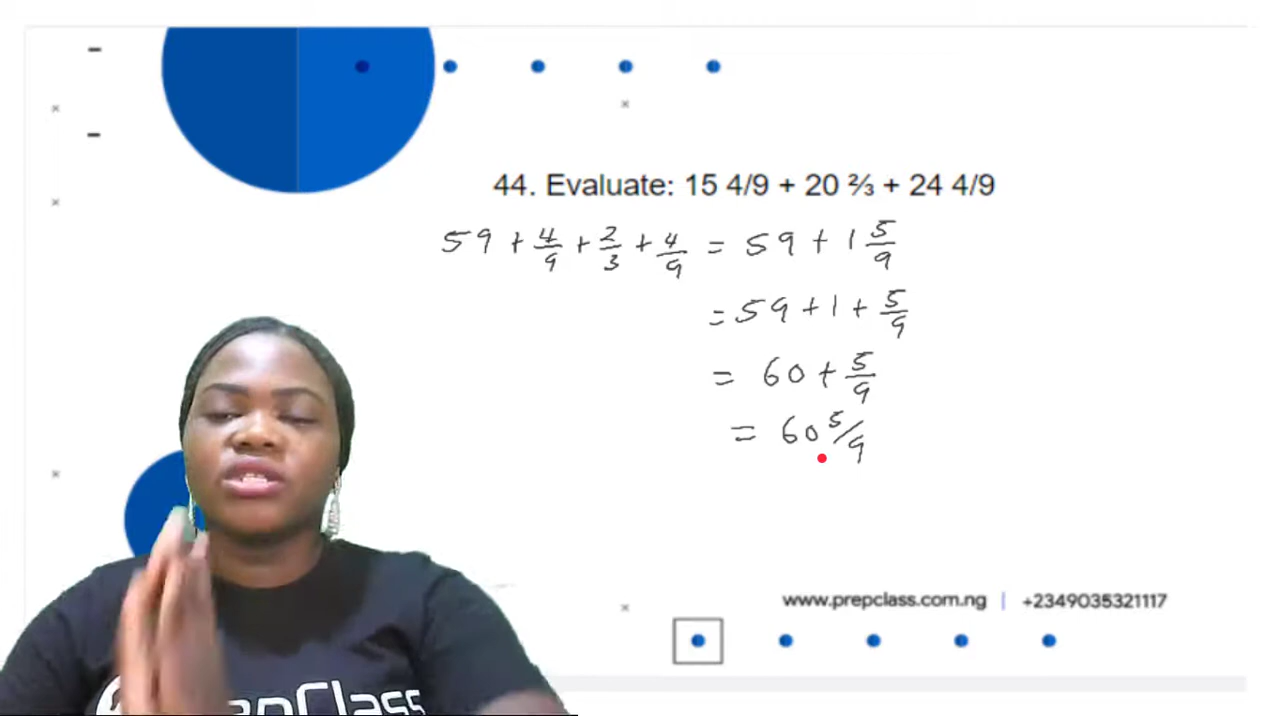 44. Evaluate: 15 4/9 + 20 ⅔ + 24 4/9
59 + 4/9 + 2/3 + 4/9 = 59 + 1 5/9
= 59 + 1 + 5/9
= 60 + 5/9
= 60 5/9
www.prepclass.com.ng | +2349035321117
PrepClass